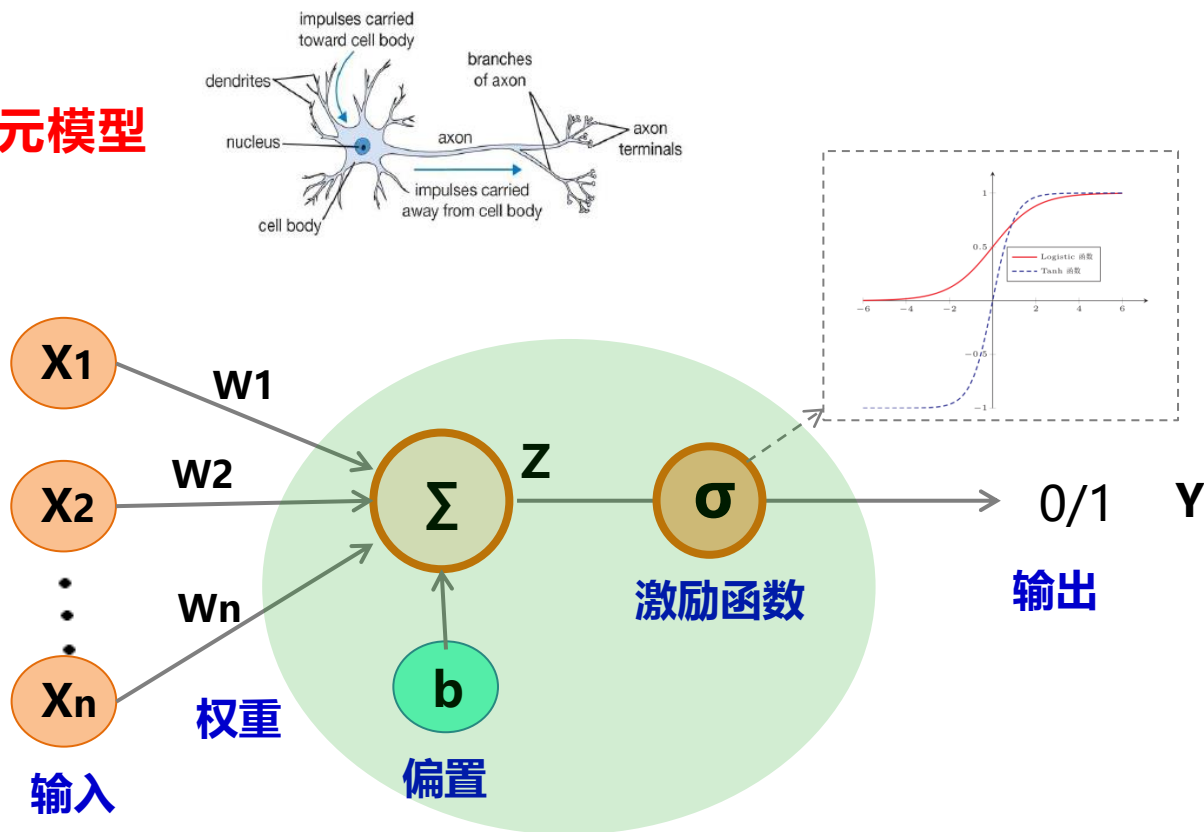 impulses carried
toward cell body
branches
of axon
dendrites
元模型
nucleus
axon
axon
terminals
impulses carried
away from cell body
cell body
1
0.5
Logistic 函数
Tanh 函数
−6
−4
−2
2
4
6
−0.5
−1
X1
W1
X2
W2
Σ
Z
σ
0/1
Y
激励函数
输出
Wn
Xn
b
权重
偏置
输入